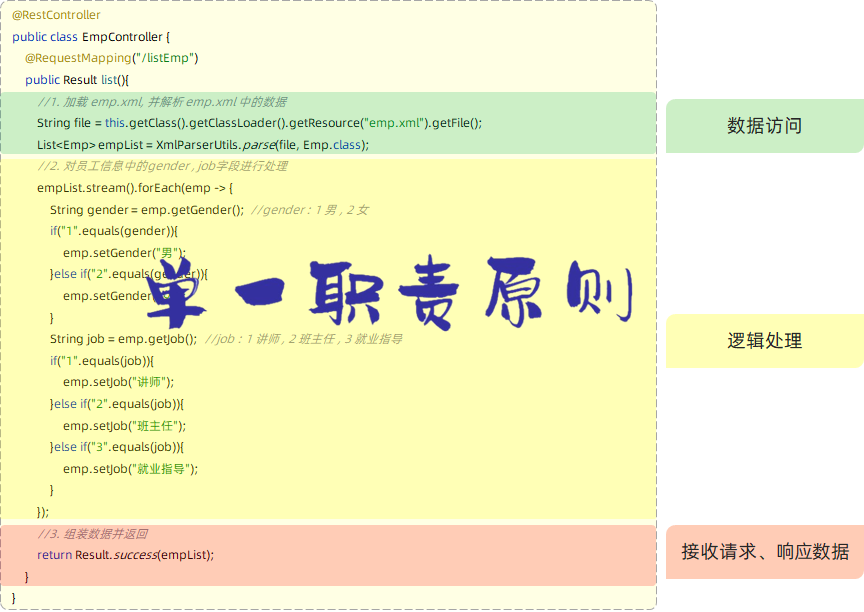 @RestController
public class EmpController {
@RequestMapping("/listEmp")
public Result list(){
//1. 加载 emp.xml, 并解析 emp.xml 中的数据
String file = this.getClass().getClassLoader().getResource("emp.xml").getFile();
List<Emp> empList = XmlParserUtils.parse(file, Emp.class);
数据访问
//2. 对员工信息中的gender , job字段进行处理
empList.stream().forEach(emp -> {
String gender = emp.getGender(); //gender : 1 男 , 2 女
if("1".equals(gender)){
emp.setGender("男");
}else if("2".equals(gender)){
emp.setGender(
单一职责原则
}
String job = emp.getJob(); //job : 1 讲师 , 2 班主任 , 3 就业指导
逻辑处理
if("1".equals(job)){
emp.setJob("讲师");
}else if("2".equals(job)){
emp.setJob("班主任");
}else if("3".equals(job)){
emp.setJob("就业指导");
}
});
//3. 组装数据并返回
return Result.success(empList);
接收请求、响应数据
}
}